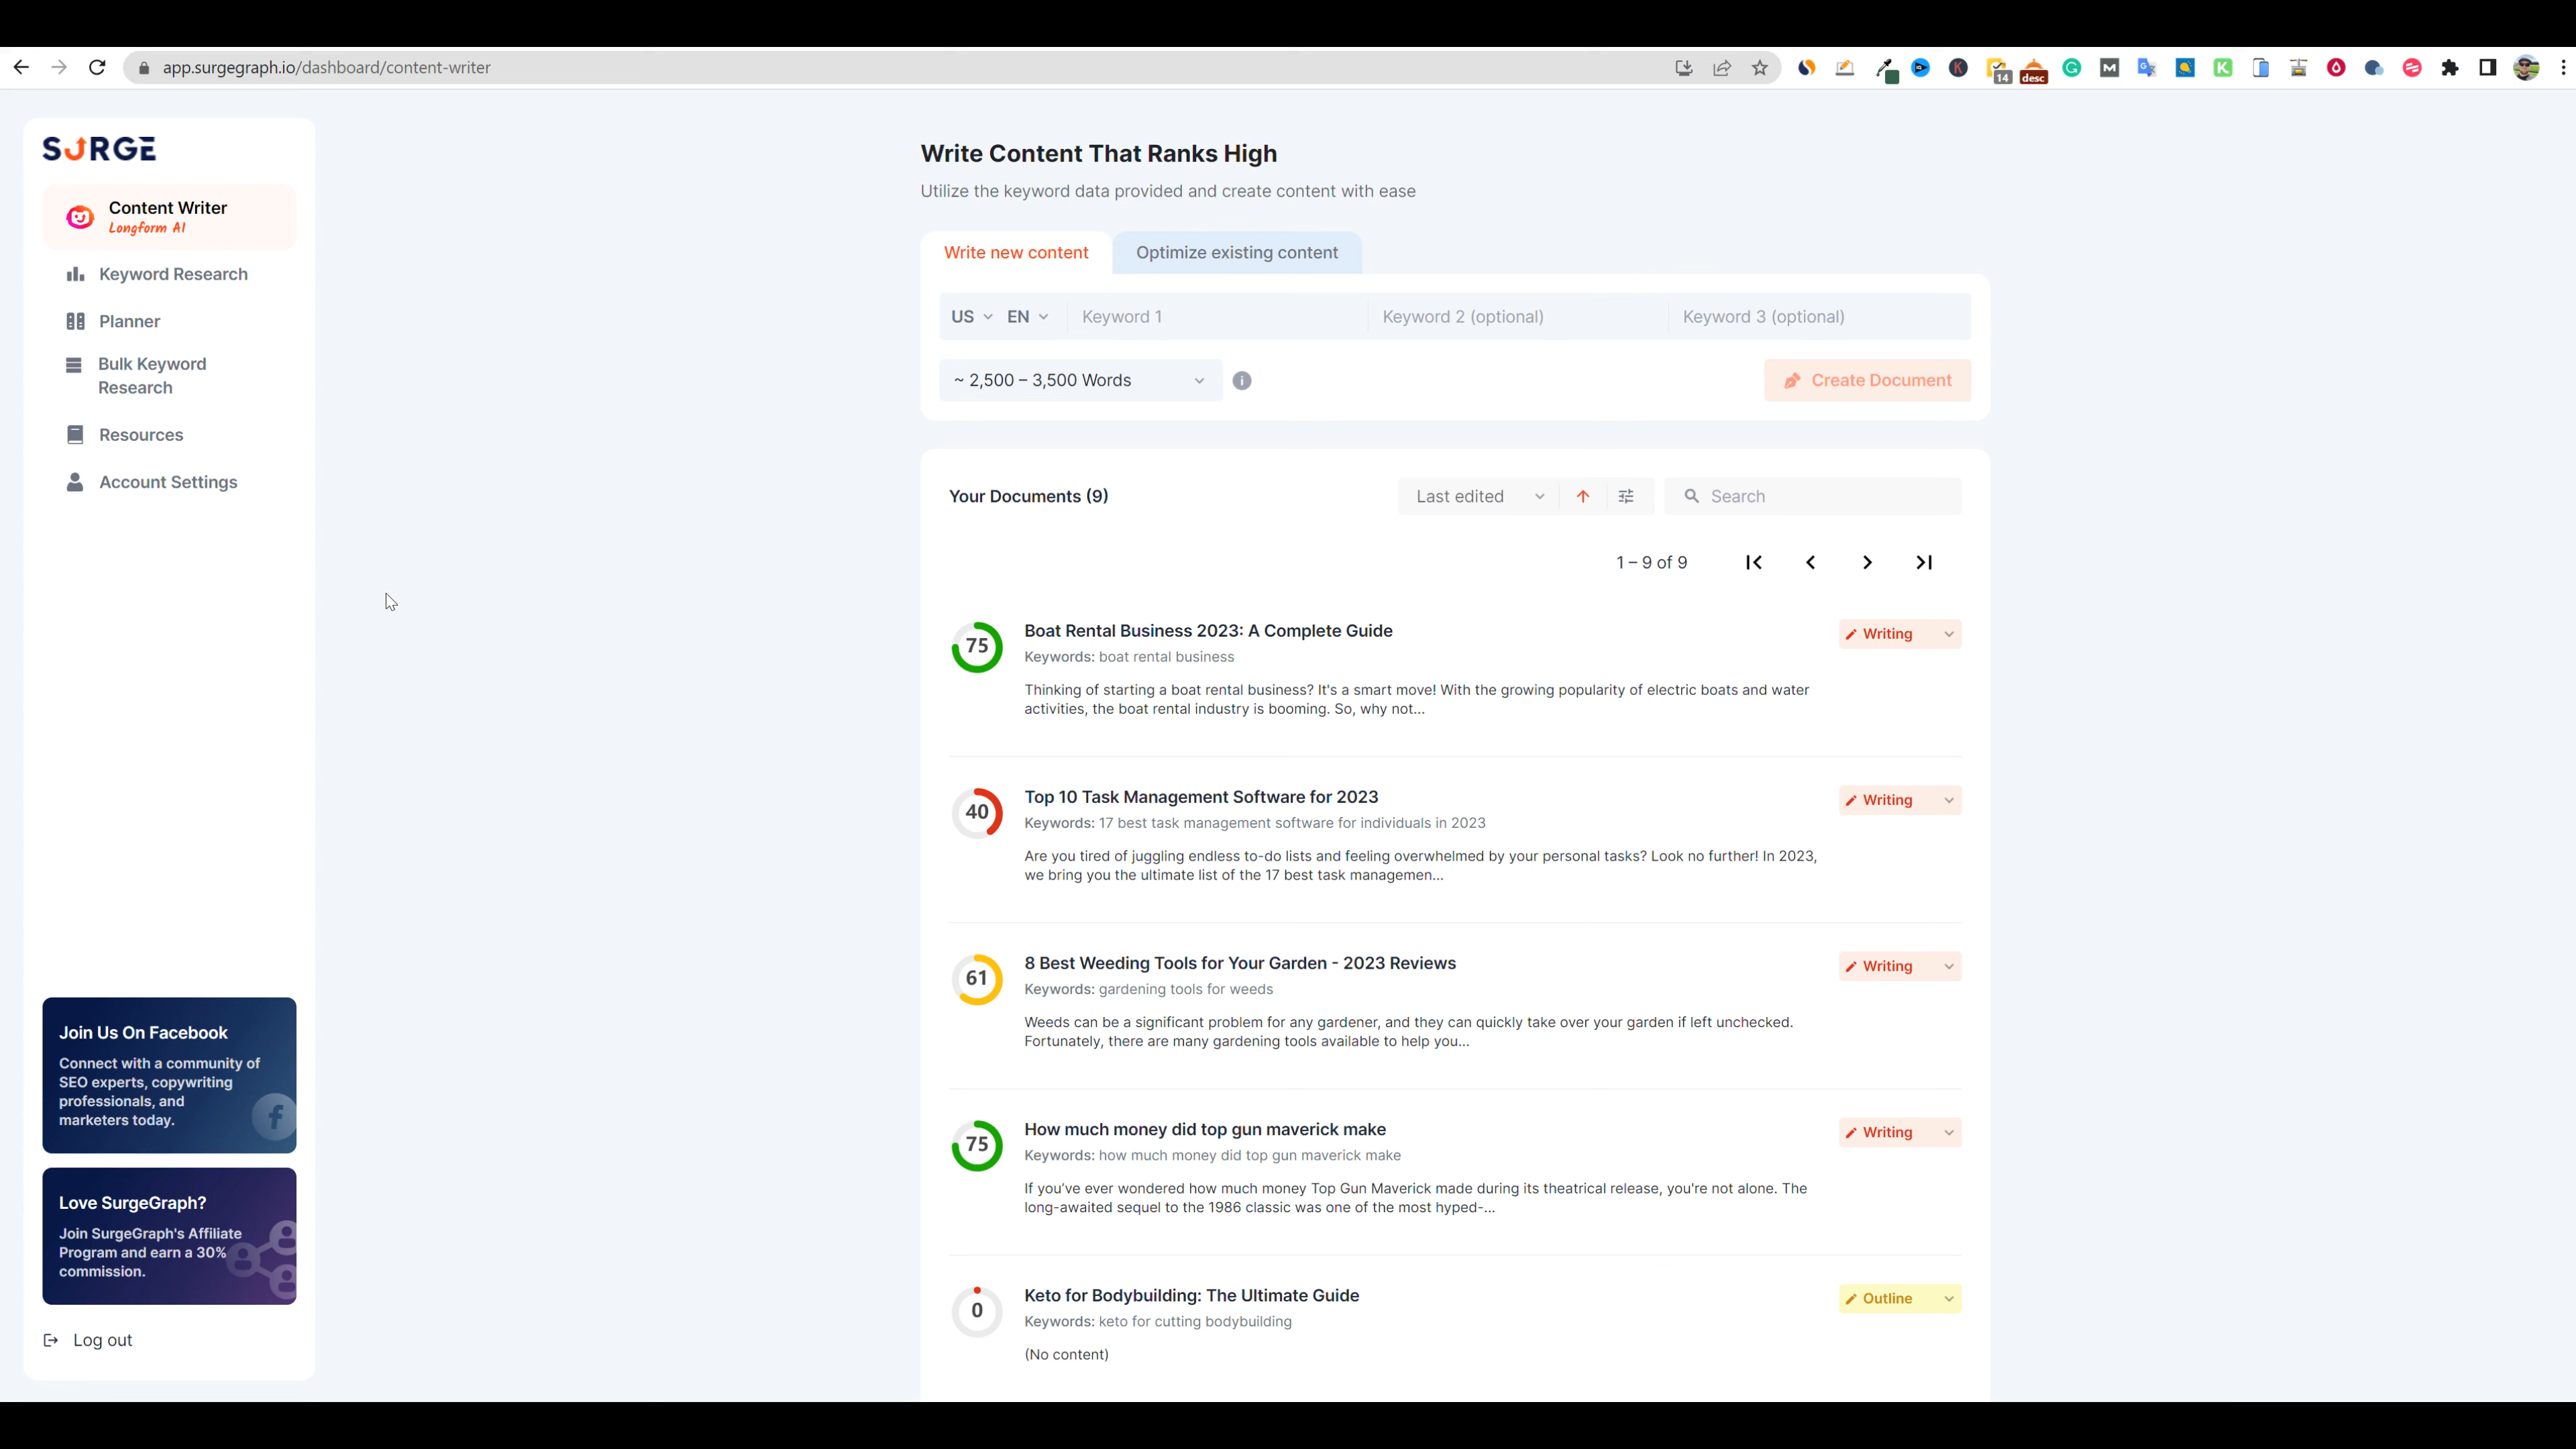 app.surgegraph.io/dashboard/content-writer
14
desc
SURGE
Content Writer
Longform AI
Keyword Research
Planner
Bulk Keyword
Research
Resources
Account Settings
Join Us On Facebook
Connect with a community of
SEO experts, copywriting
professionals, and
marketers today.
Love SurgeGraph?
Join SurgeGraph's Affiliate
Program and earn a 30%
commission.
Log out
Write Content That Ranks High
Utilize the keyword data provided and create content with ease
Write new content Optimize existing content
US EN Keyword 1 Keyword 2 (optional) Keyword 3 (optional)
~ 2,500 – 3,500 Words Create Document
Your Documents (9) Last edited Search
1 – 9 of 9
75 Boat Rental Business 2023: A Complete Guide Writing
Keywords: boat rental business
Thinking of starting a boat rental business? It's a smart move! With the growing popularity of electric boats and water
activities, the boat rental industry is booming. So, why not...
40 Top 10 Task Management Software for 2023 Writing
Keywords: 17 best task management software for individuals in 2023
Are you tired of juggling endless to-do lists and feeling overwhelmed by your personal tasks? Look no further! In 2023,
we bring you the ultimate list of the 17 best task managemen...
61 8 Best Weeding Tools for Your Garden - 2023 Reviews Writing
Keywords: gardening tools for weeds
Weeds can be a significant problem for any gardener, and they can quickly take over your garden if left unchecked.
Fortunately, there are many gardening tools available to help you...
75 How much money did top gun maverick make Writing
Keywords: how much money did top gun maverick make
If you've ever wondered how much money Top Gun Maverick made during its theatrical release, you're not alone. The
long-awaited sequel to the 1986 classic was one of the most hyped-...
0 Keto for Bodybuilding: The Ultimate Guide Outline
Keywords: keto for cutting bodybuilding
(No content)